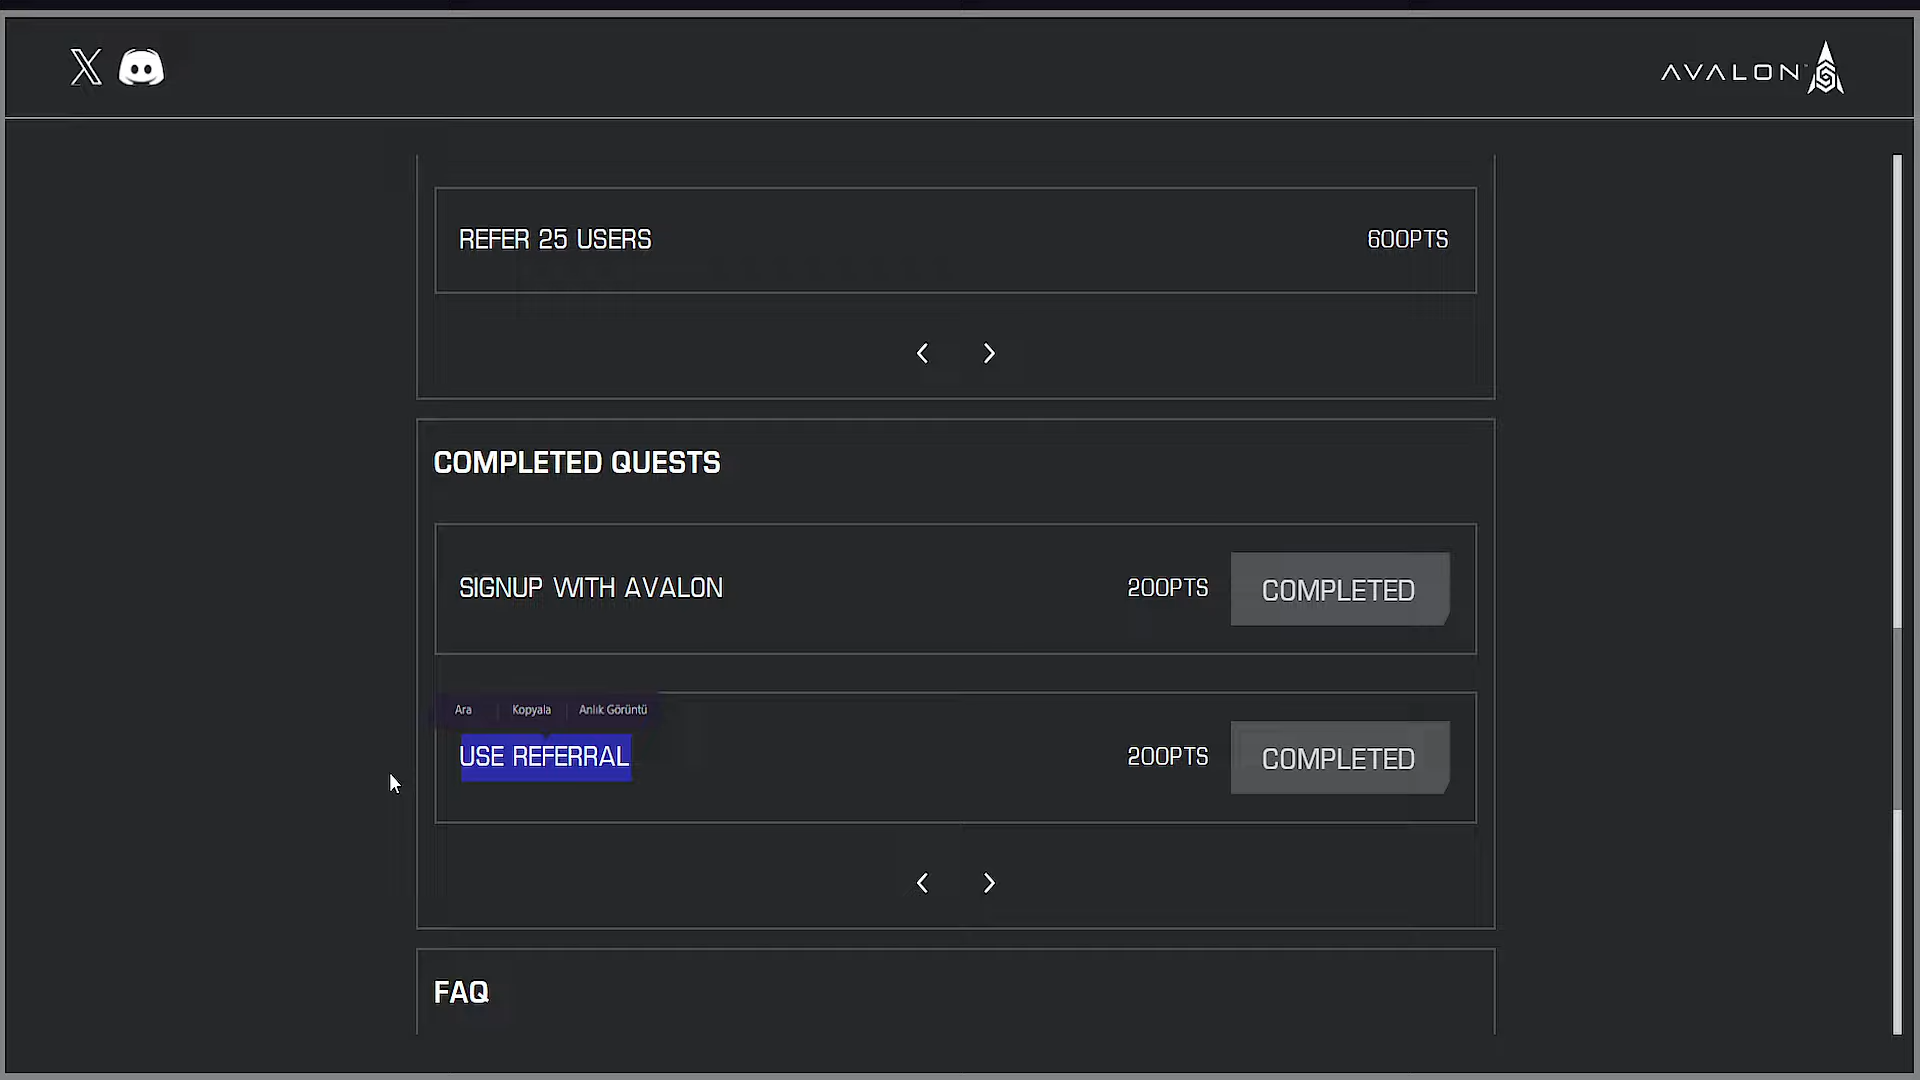 AVALON
REFER 25 USERS 600PTS
COMPLETED QUESTS
SIGNUP WITH AVALON 200PTS COMPLETED
Ara Kopyala Anlık Görüntü
USE REFERRAL 200PTS COMPLETED
FAQ